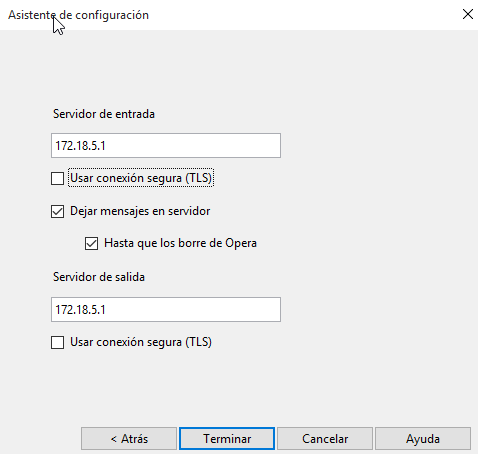 Asistente de configuración
Servidor de entrada
172.18.5.1
Usar conexión segura (TLS)
Dejar mensajes en servidor
Hasta que los borre de Opera
Servidor de salida
172.18.5.1
Usar conexión segura (TLS)
< Atrás Terminar Cancelar Ayuda